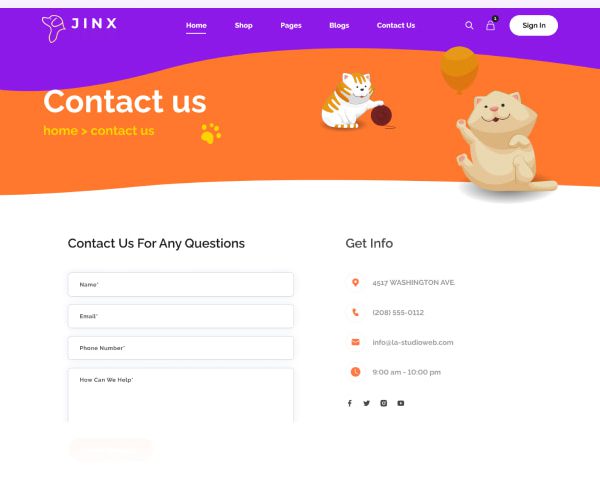 JINX
Home
Shop
Pages
Blogs
Contact Us
1
Sign In
Contact us
home > contact us
Contact Us For Any Questions
Name*
Email*
Phone Number*
How Can We Help*
Get Info
4517 WASHINGTON AVE.
(208) 555-0112
info@la-studioweb.com
9:00 am - 10:00 pm